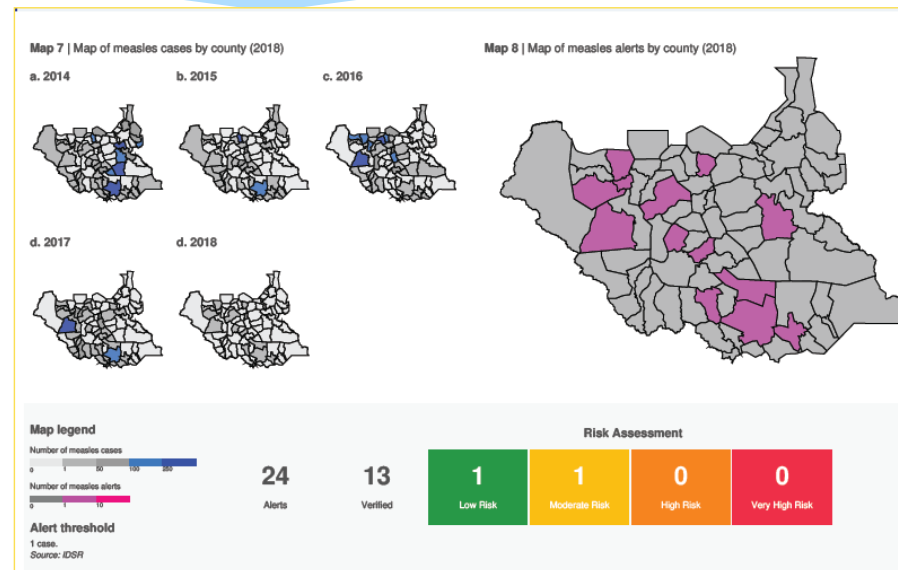 Map 7 | Map of measles cases by county (2018)
a. 2014
b. 2015
c. 2016
d. 2017
d. 2018
Map 8 | Map of measles alerts by county (2018)
Map legend
Number of measles cases
0 1 50 100 250
Number of measles alerts
0 1 10
Alert threshold
1 case.
Source: IDSR
24
Alerts
13
Verified
Risk Assessment
1
Low Risk
1
Moderate Risk
0
High Risk
0
Very High Risk